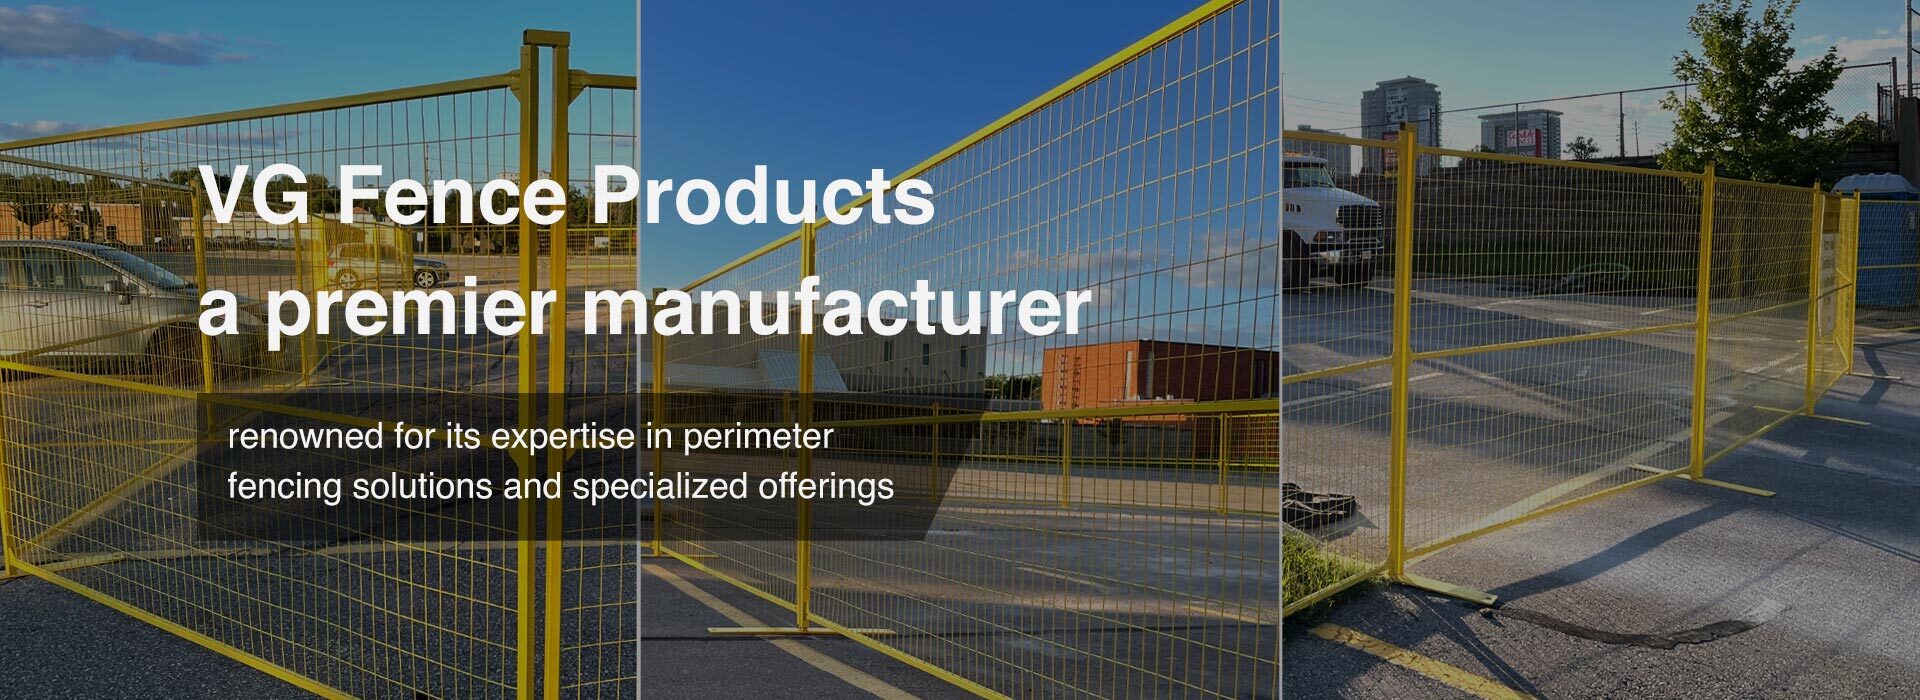 VG Fence Products
a premier manufacturer
renowned for its expertise in perimeter
fencing solutions and specialized offerings